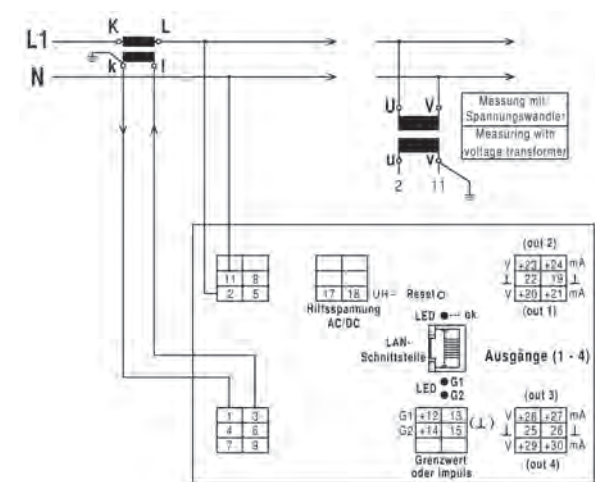 K L
L1
k l
N
U V
Messung mit
Spannungswandler
Measuring with
voltage transformer
u v
2 11
(out 2)
V +23 +24 mA
⊥ 22 19 ⊥
V +20 +21 mA
(out 1)
11 8
2 5
17 18 UH= Reset
Hilfsspannung
AC/DC
LED ok
LAN-
Schnittstelle
Ausgänge (1 - 4)
LED G1
G2
(out 3)
1 3
4 6
7 9
G1 +12 13 (⊥)
G2 +14 15
V +26 +27 mA
⊥ 25 26 ⊥
V +29 +30 mA
Grenzwert
oder Impuls
(out 4)